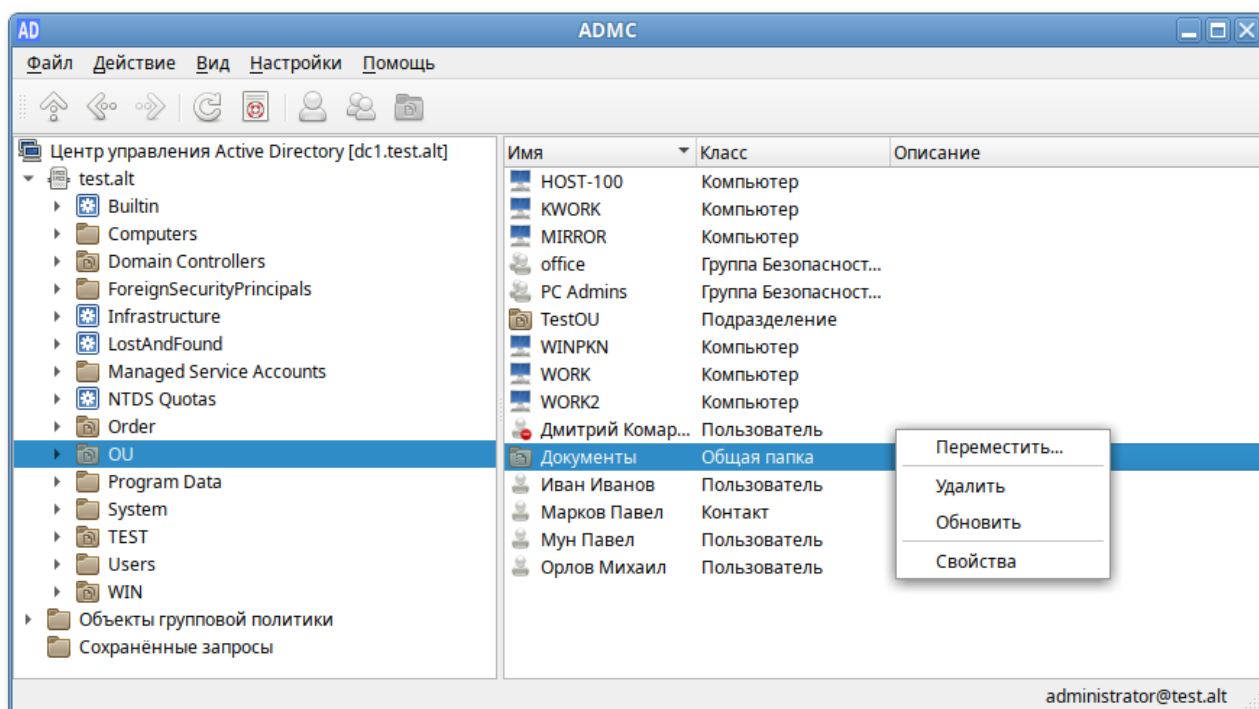 AD ADMC
Файл Действие Вид Настройки Помощь
Центр управления Active Directory [dc1.test.alt]
test.alt
Builtin
Computers
Domain Controllers
ForeignSecurityPrincipals
Infrastructure
LostAndFound
Managed Service Accounts
NTDS Quotas
Order
OU
Program Data
System
TEST
Users
WIN
Объекты групповой политики
Сохранённые запросы
Имя Класс Описание
HOST-100 Компьютер
KWORK Компьютер
MIRROR Компьютер
office Группа Безопасност...
PC Admins Группа Безопасност...
TestOU Подразделение
WINPKN Компьютер
WORK Компьютер
WORK2 Компьютер
Дмитрий Комар... Пользователь
Документы Общая папка
Иван Иванов Пользователь
Марков Павел Контакт
Мун Павел Пользователь
Орлов Михаил Пользователь
Переместить...
Удалить
Обновить
Свойства
administrator@test.alt